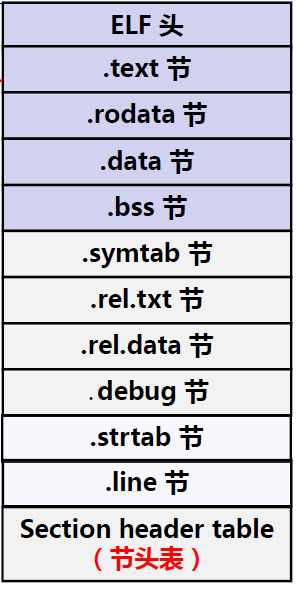 ELF 头
.text 节
.rodata 节
.data 节
.bss 节
.symtab 节
.rel.txt 节
.rel.data 节
.debug 节
.strtab 节
.line 节
Section header table
（节头表）